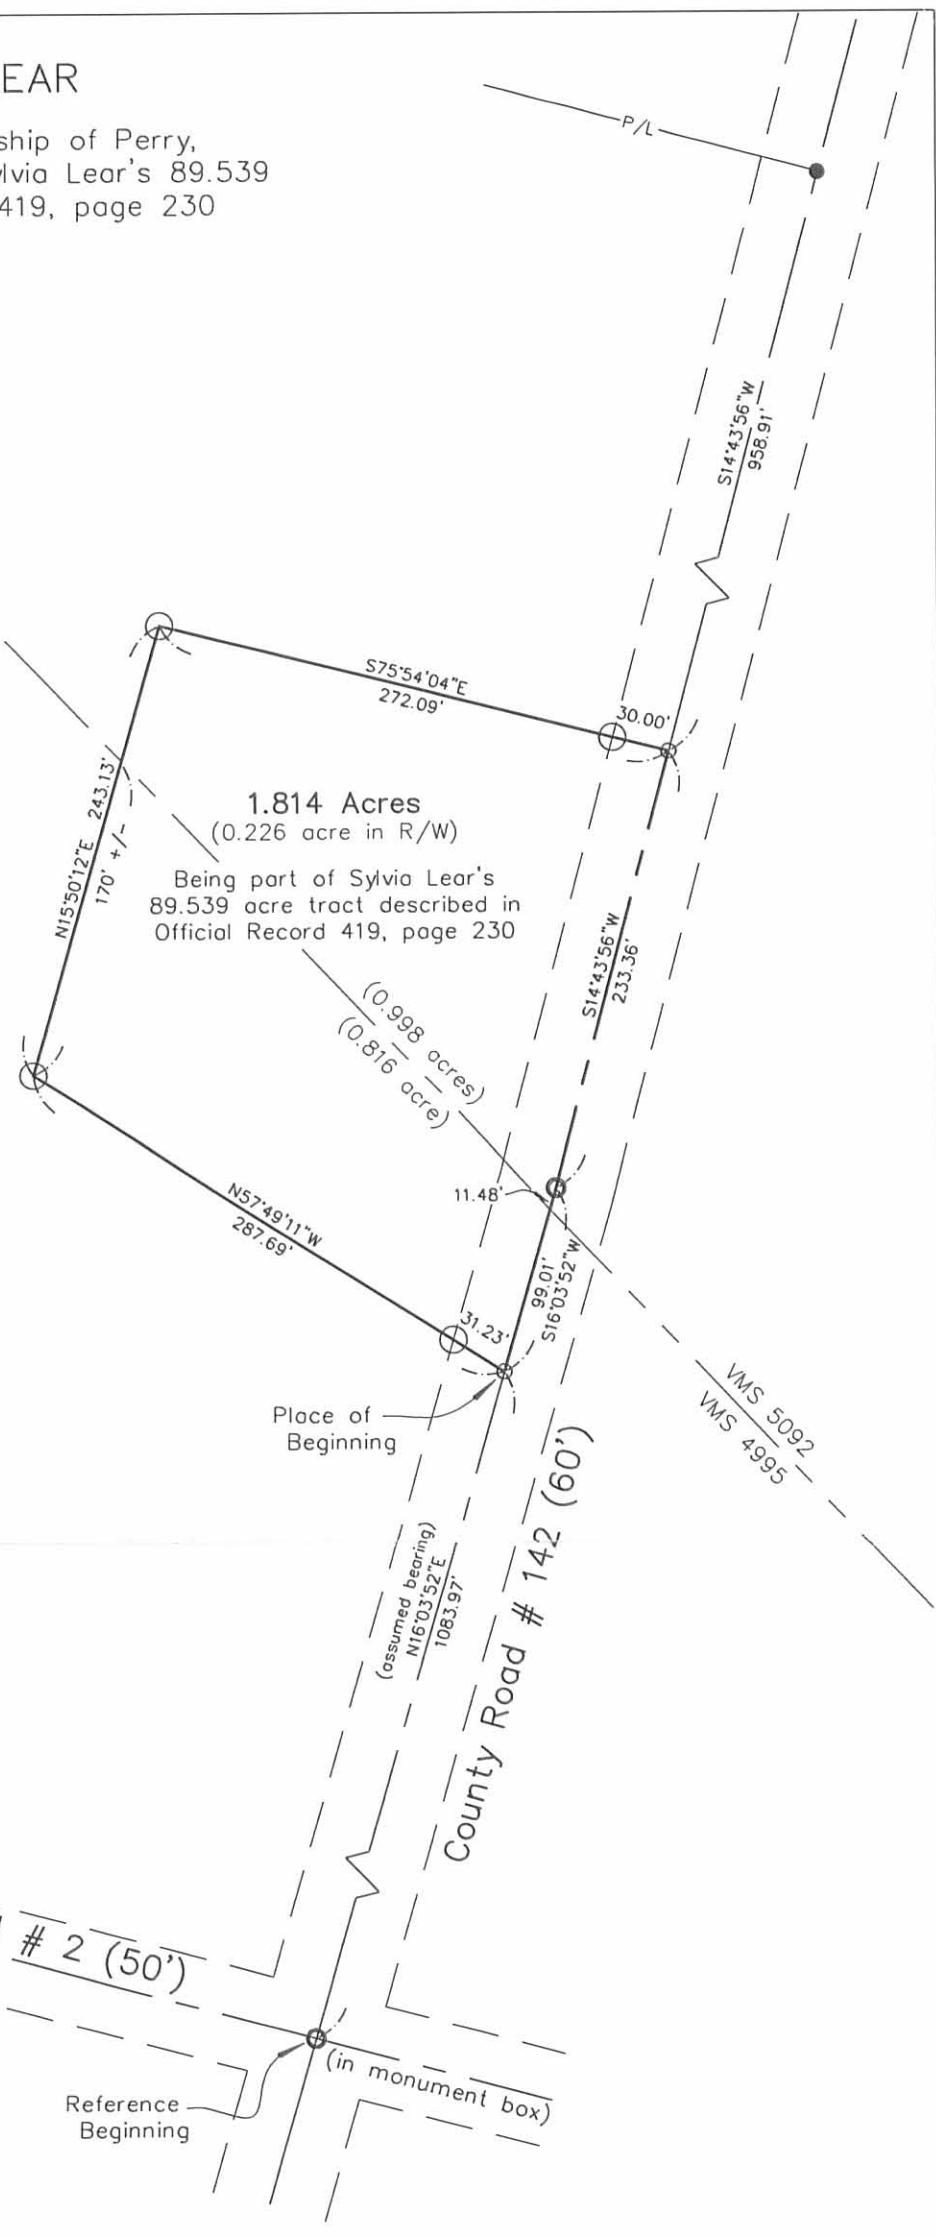 EAR
ship of Perry,
lvia Lear's 89.539
419, page 230
P/L
S14°43'56"W
958.91'
S75°54'04"E
272.09'
30.00'
N15°50'12"E 243.13'
170' +/-
1.814 Acres
(0.226 acre in R/W)
Being part of Sylvia Lear's
89.539 acre tract described in
Official Record 419, page 230
(0.998 acres)
(0.816 acre)
S14°43'56"W
233.36'
11.48'
99.01'
S16°03'52"W
N57°49'11"W
287.69'
31.23'
Place of
Beginning
VMS 5092
VMS 4995
(assumed bearing)
N16°03'52"E
1083.97'
County Road # 142 (60')
# 2 (50')
(in monument box)
Reference
Beginning